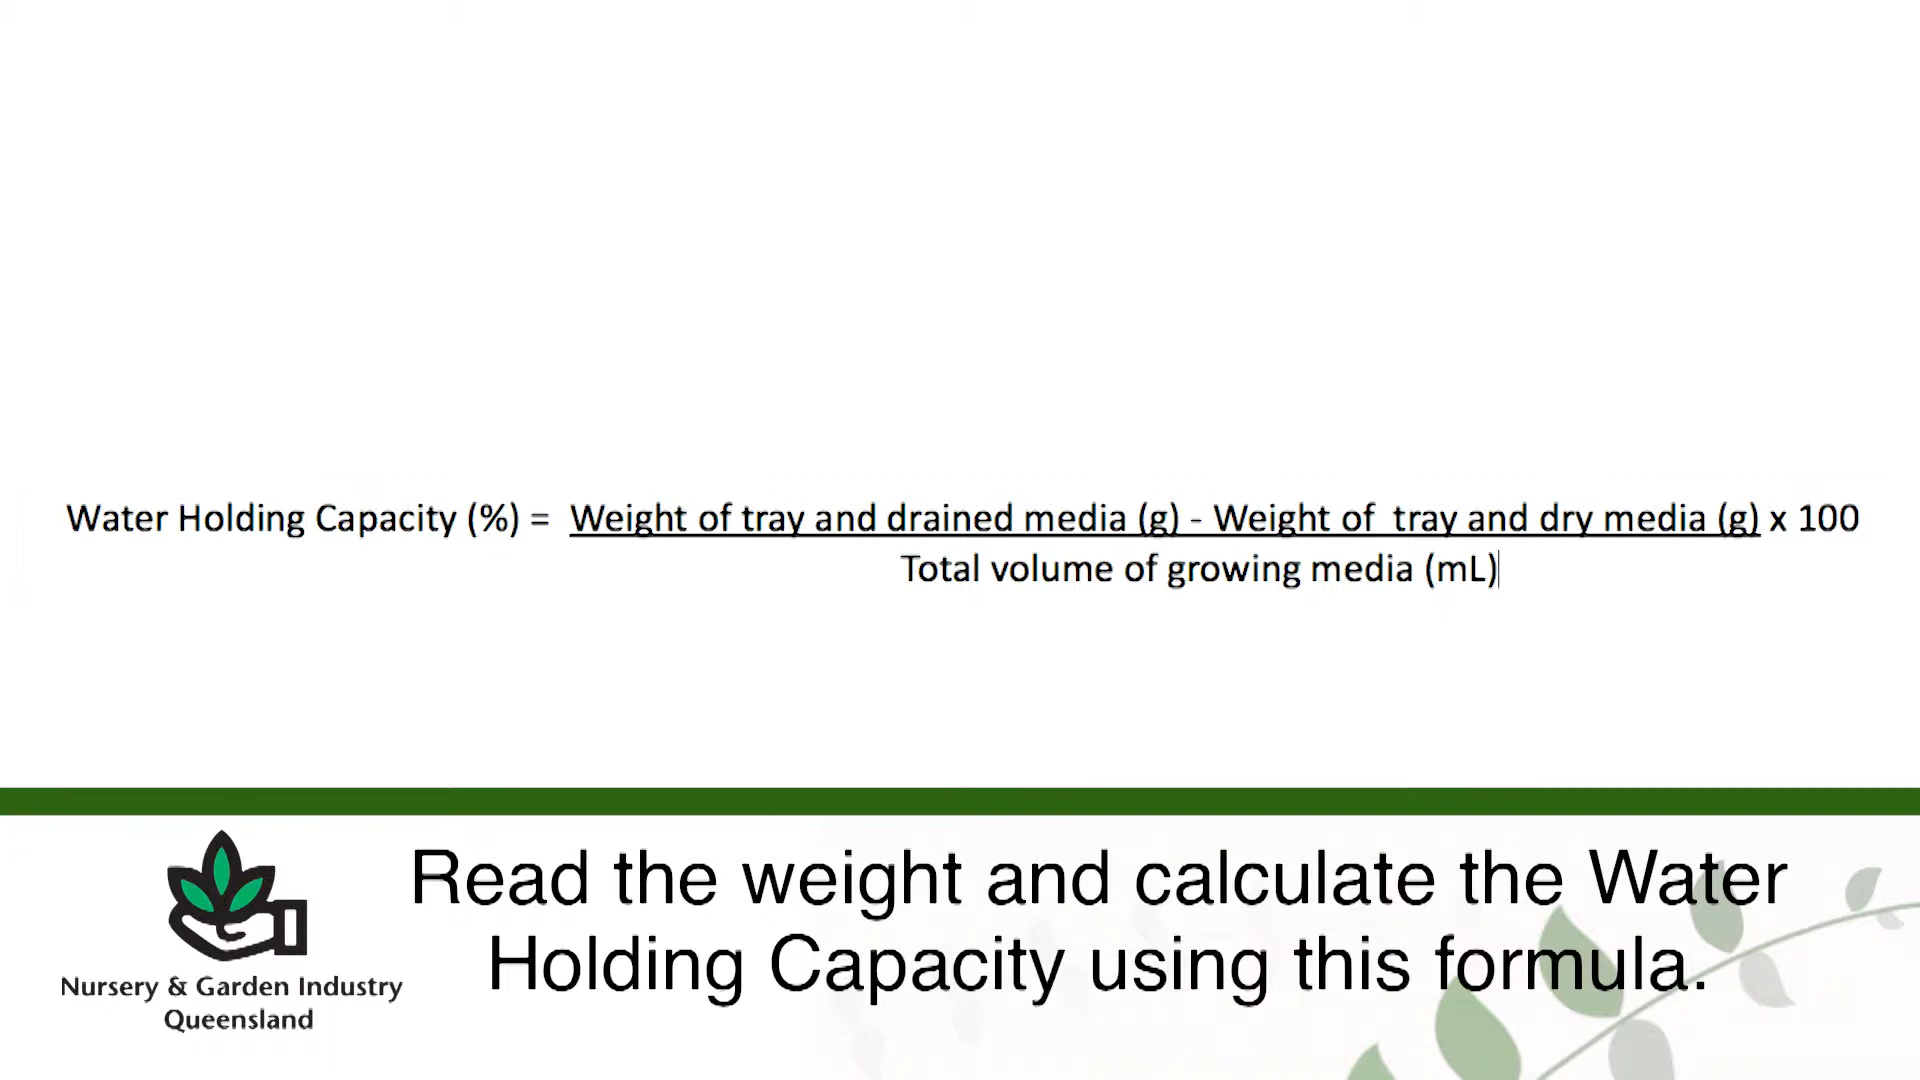 Water Holding Capacity (%) = Weight of tray and drained media (g) - Weight of tray and dry media (g) x 100
Total volume of growing media (mL)
Read the weight and calculate the Water
Holding Capacity using this formula.
Nursery & Garden Industry
Queensland